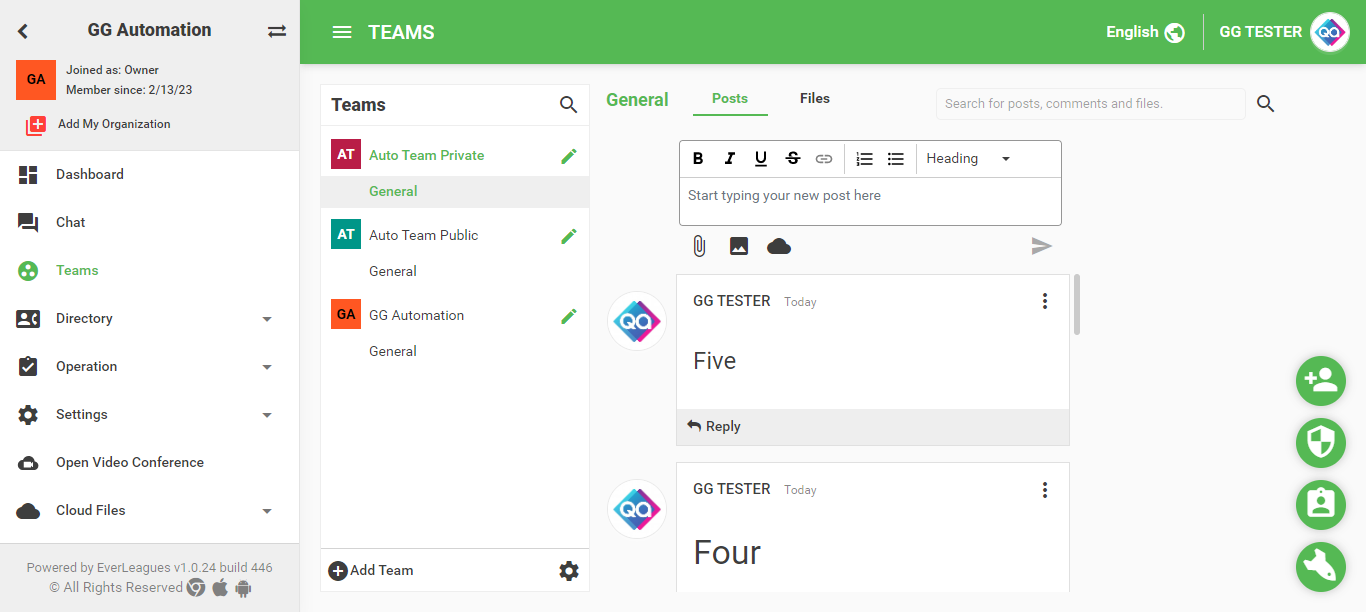 GG Automation
GA
Joined as: Owner
Member since: 2/13/23
Add My Organization
Dashboard
Chat
Teams
Directory
Operation
Settings
Open Video Conference
Cloud Files
Powered by EverLeagues v1.0.24 build 446
© All Rights Reserved
TEAMS
English
GG TESTER
QA
Teams
AT Auto Team Private
General
AT Auto Team Public
General
GA GG Automation
General
Add Team
General
Posts
Files
Search for posts, comments and files.
B I U S Heading
Start typing your new post here
QA
GG TESTER Today
Five
Reply
QA
GG TESTER Today
Four